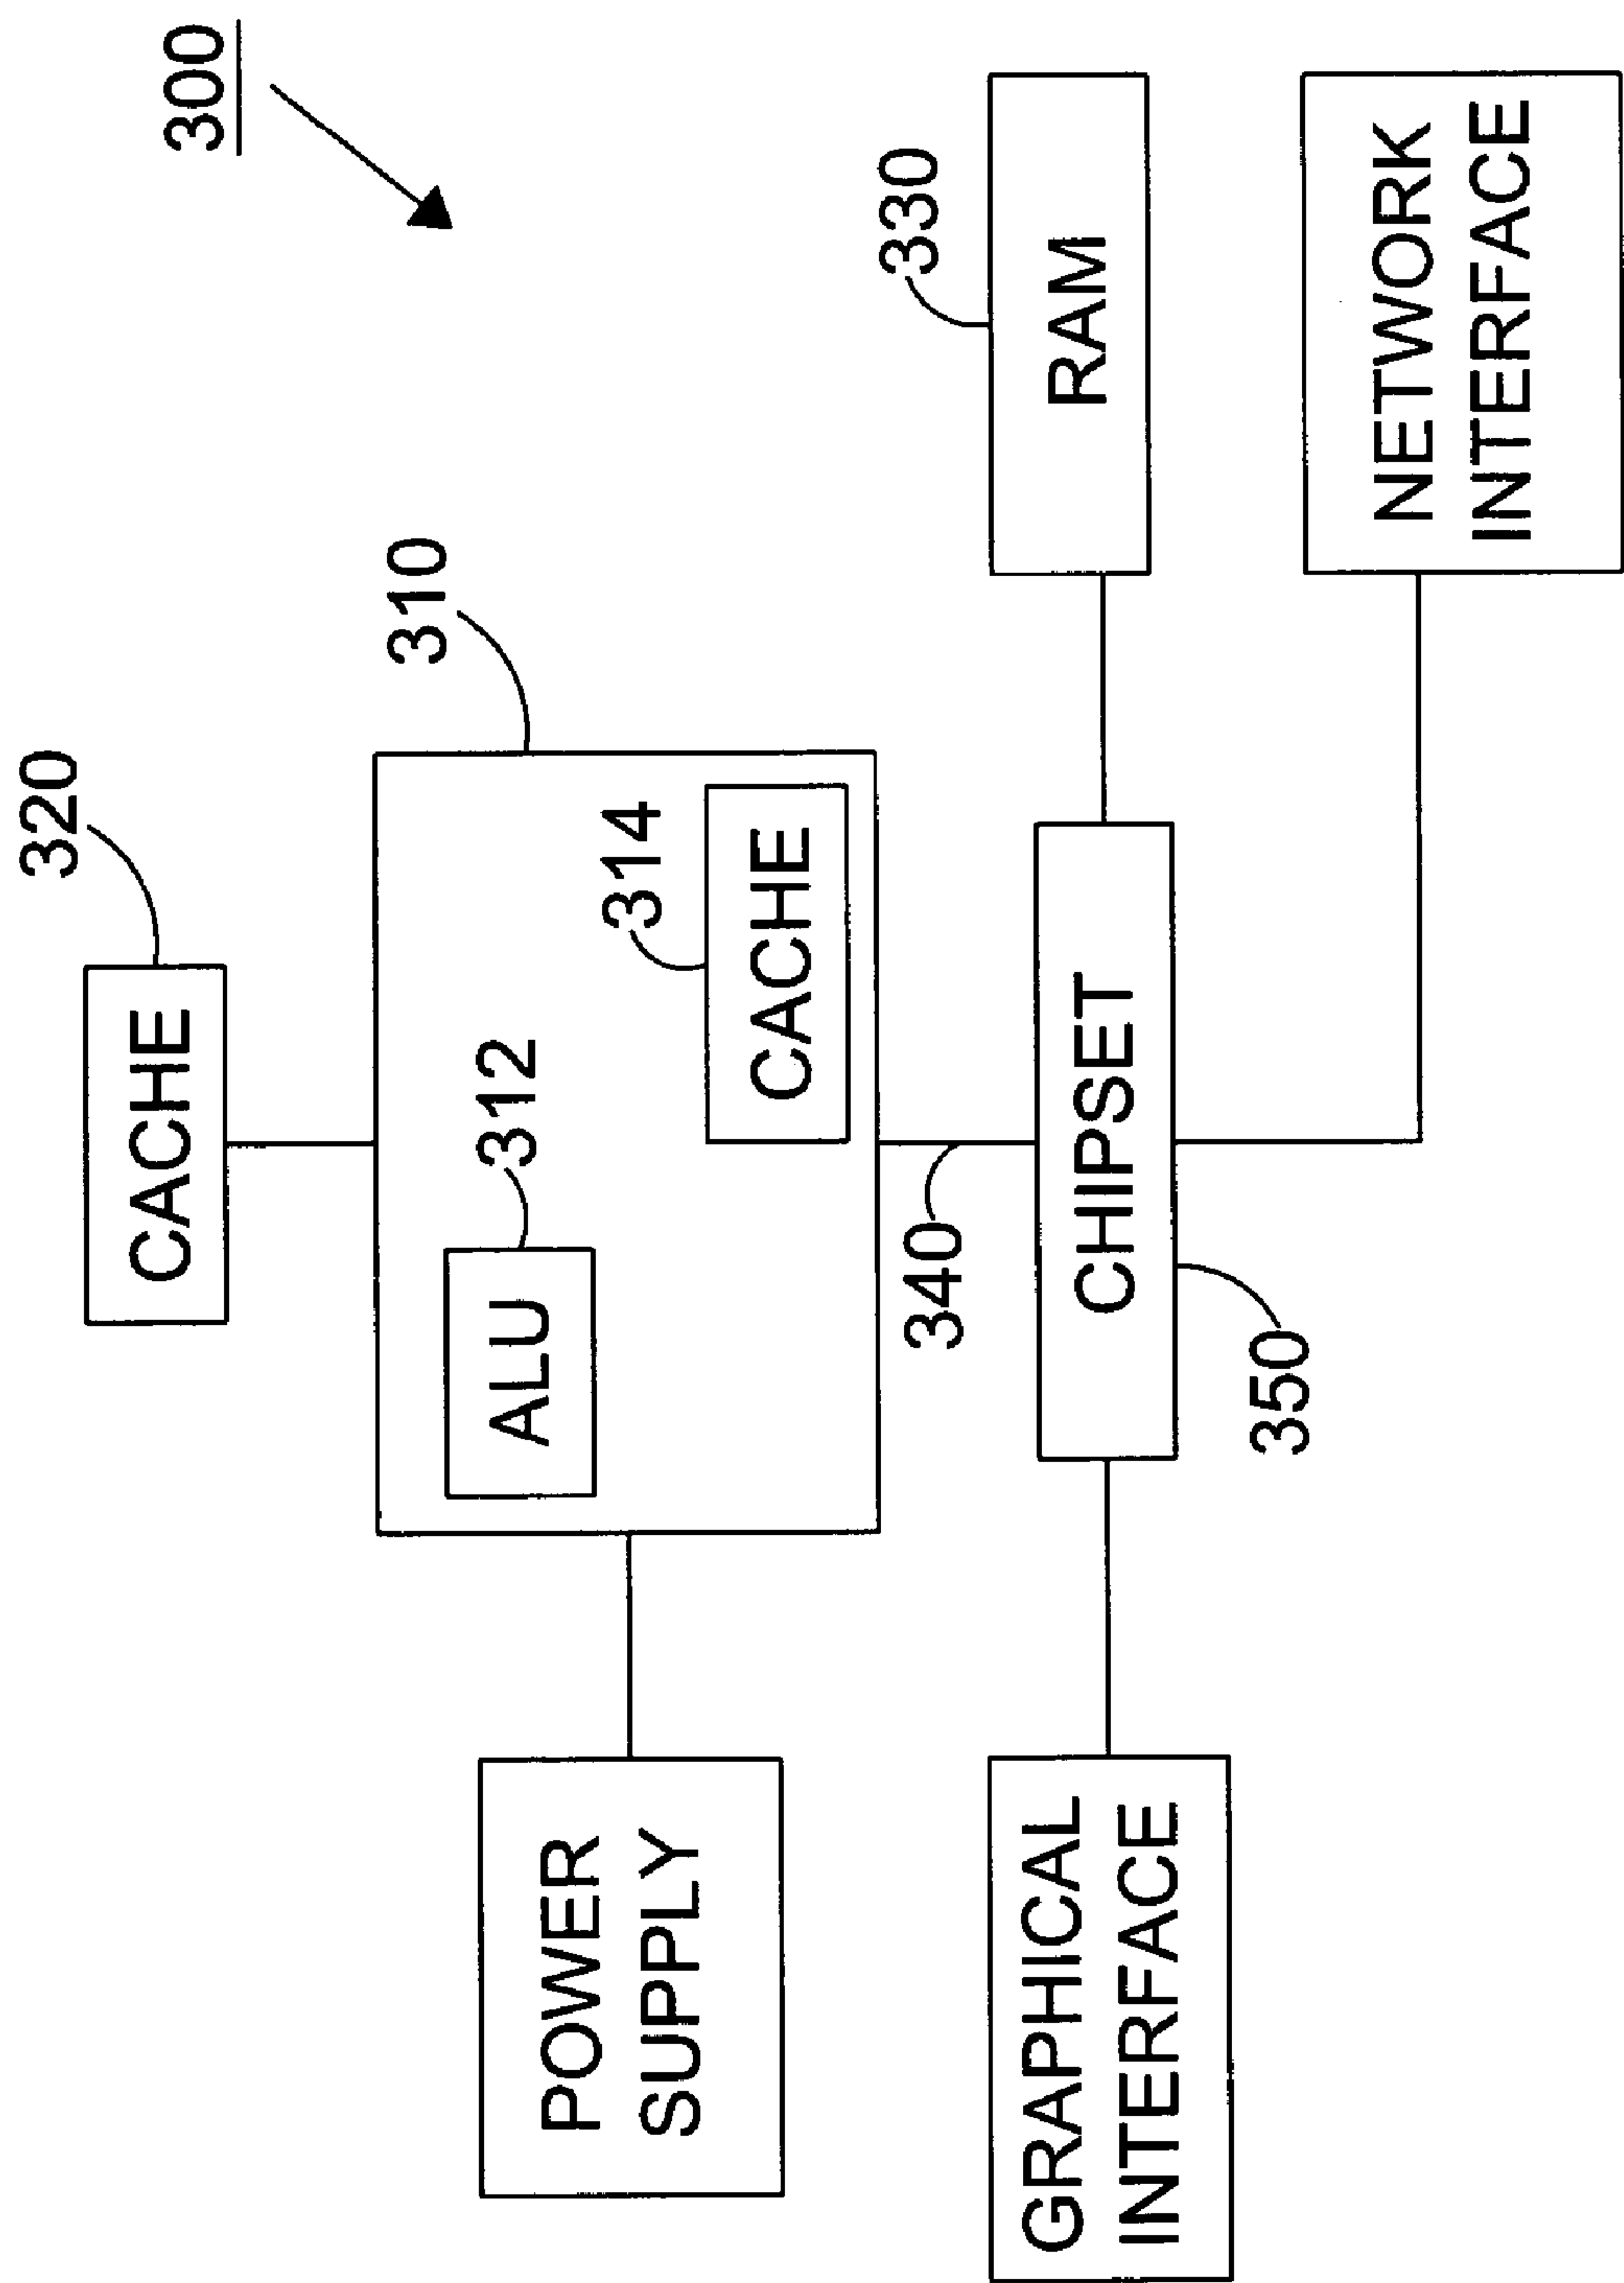 300
320
CACHE
310
POWER
SUPPLY
ALU
312
314
CACHE
340
330
GRAPHICAL
INTERFACE
CHIPSET
RAM
350
NETWORK
INTERFACE